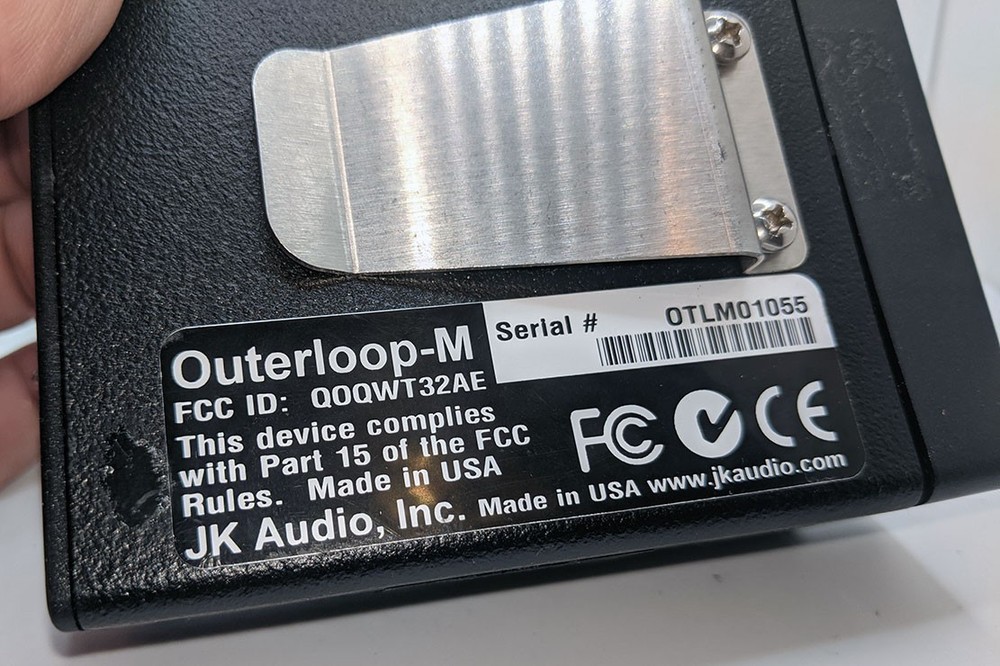 Outerloop-M
Serial # OTLM01055
FCC ID: QOQWT32AE
This device complies
with Part 15 of the FCC
Rules. Made in USA
FCC CE
JK Audio, Inc. Made in USA www.jkaudio.com